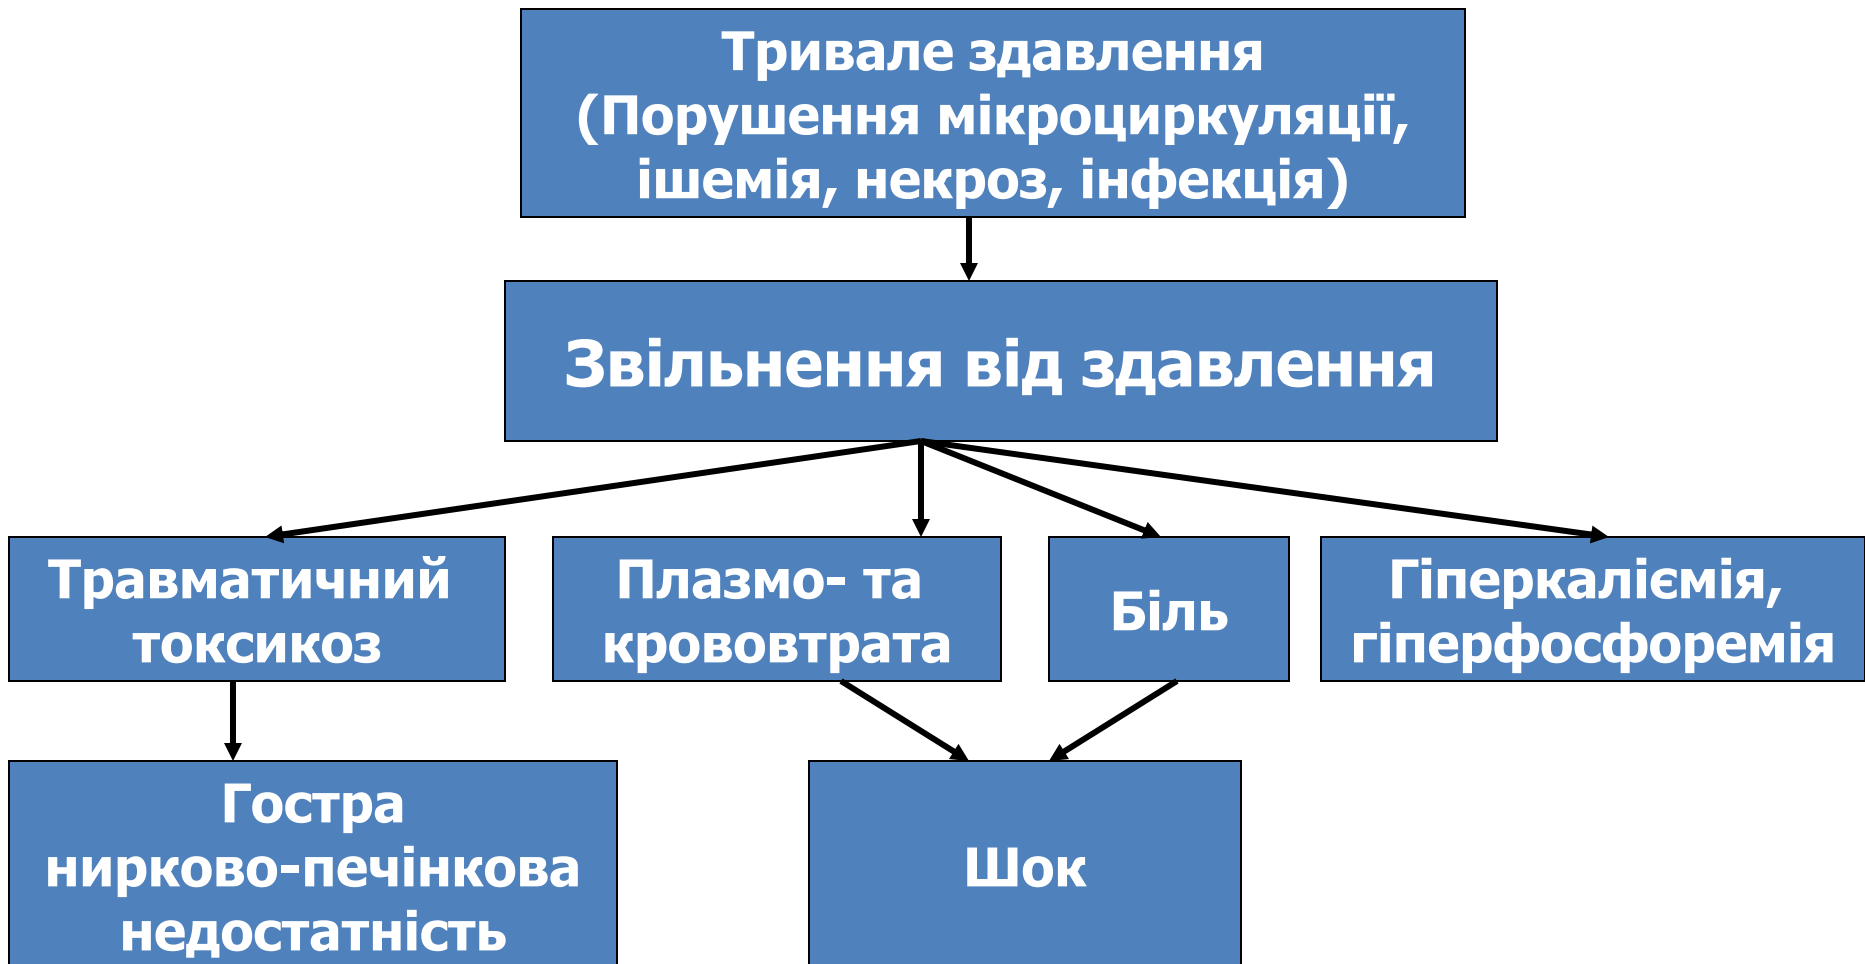 Тривале здавлення
(Порушення мікроциркуляції,
ішемія, некроз, інфекція)
Звільнення від здавлення
Травматичний
токсикоз
Плазмо- та
крововтрата
Біль
Гіперкаліємія,
гіперфосфоремія
Гостра
нирково-печінкова
недостатність
Шок